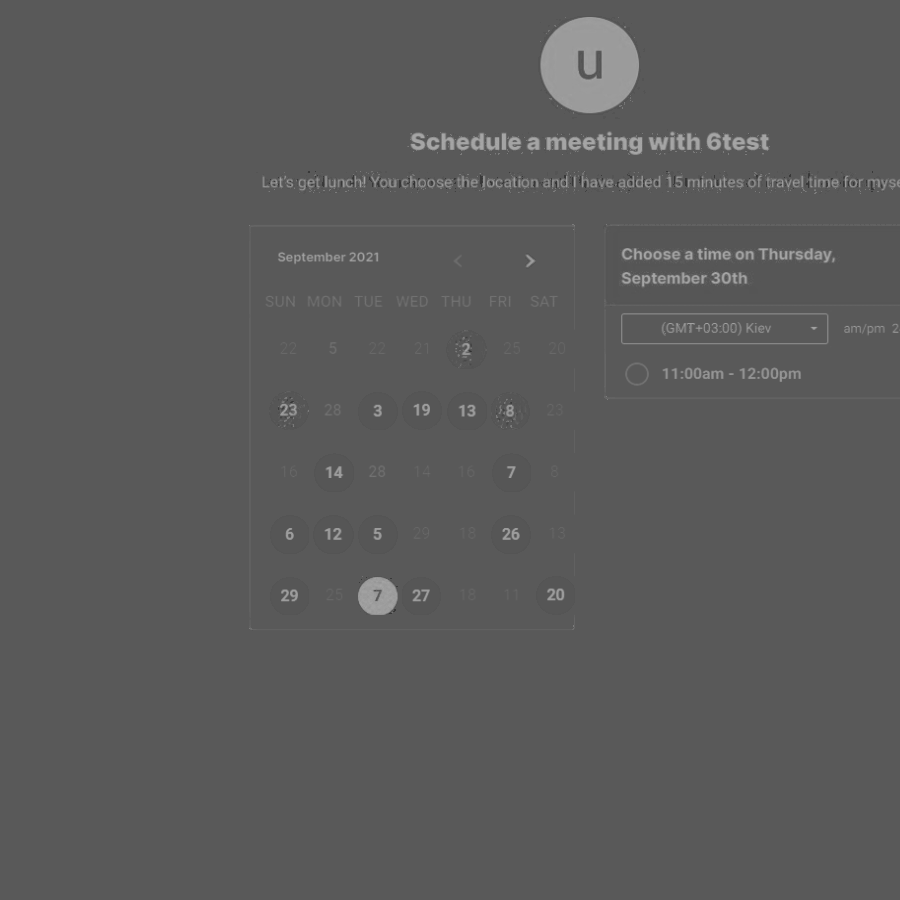 u
Schedule a meeting with 6test
Let's get lunch! You choose the location and I have added 15 minutes of travel time for myse
September 2021
SUN MON TUE WED THU FRI SAT
22 5 22 21 2 25 20
23 28 3 19 13 8 23
16 14 28 14 16 7 8
6 12 5 29 18 26 13
29 25 7 27 18 11 20
Choose a time on Thursday,
September 30th
(GMT+03:00) Kiev am/pm 2
11:00am - 12:00pm